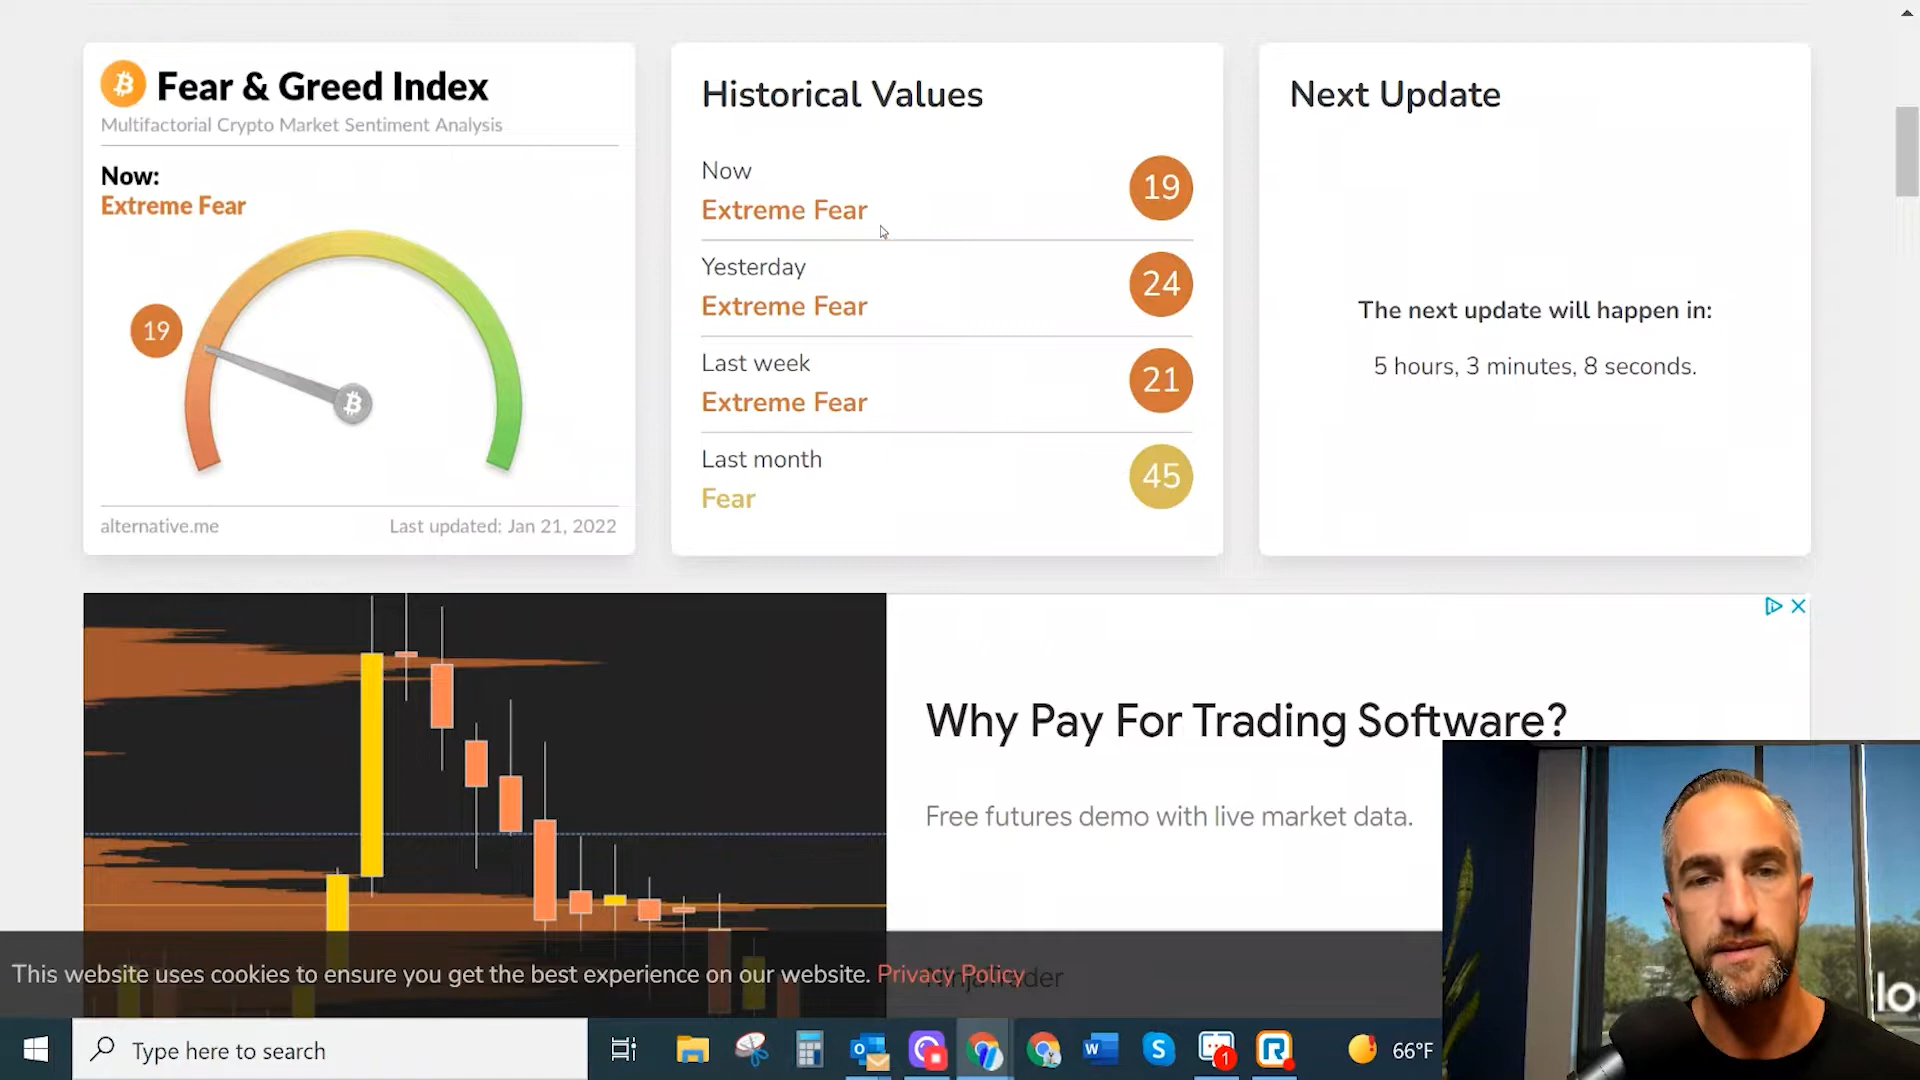 Fear & Greed Index
Multifactorial Crypto Market Sentiment Analysis
Now:
Extreme Fear
19
alternative.me
Last updated: Jan 21, 2022
Historical Values
Now
Extreme Fear
19
Yesterday
Extreme Fear
24
Last week
Extreme Fear
21
Last month
Fear
45
Next Update
The next update will happen in:
5 hours, 3 minutes, 8 seconds.
Why Pay For Trading Software?
Free futures demo with live market data.
NinjaTrader
This website uses cookies to ensure you get the best experience on our website. Privacy Policy
Type here to search
1
66°F
lo